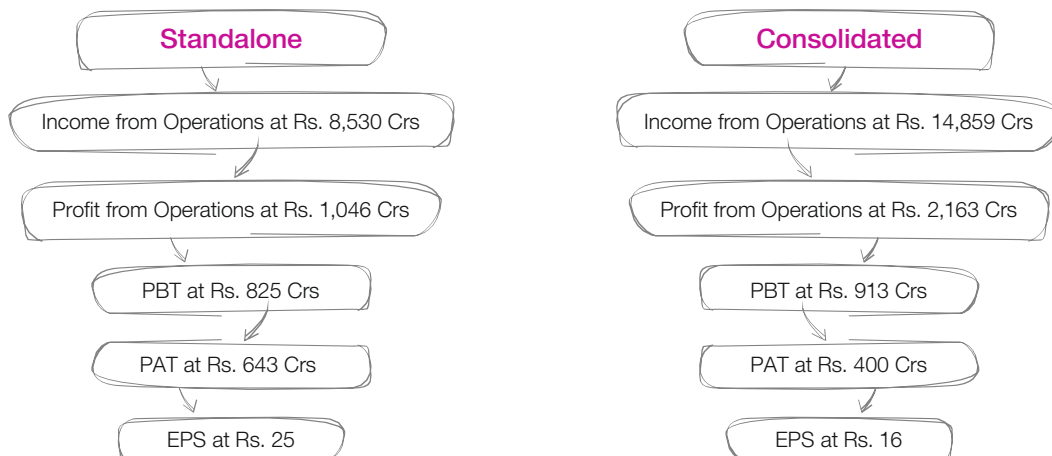 Standalone
Income from Operations at Rs. 8,530 Crs
Profit from Operations at Rs. 1,046 Crs
PBT at Rs. 825 Crs
PAT at Rs. 643 Crs
EPS at Rs. 25
Consolidated
Income from Operations at Rs. 14,859 Crs
Profit from Operations at Rs. 2,163 Crs
PBT at Rs. 913 Crs
PAT at Rs. 400 Crs
EPS at Rs. 16